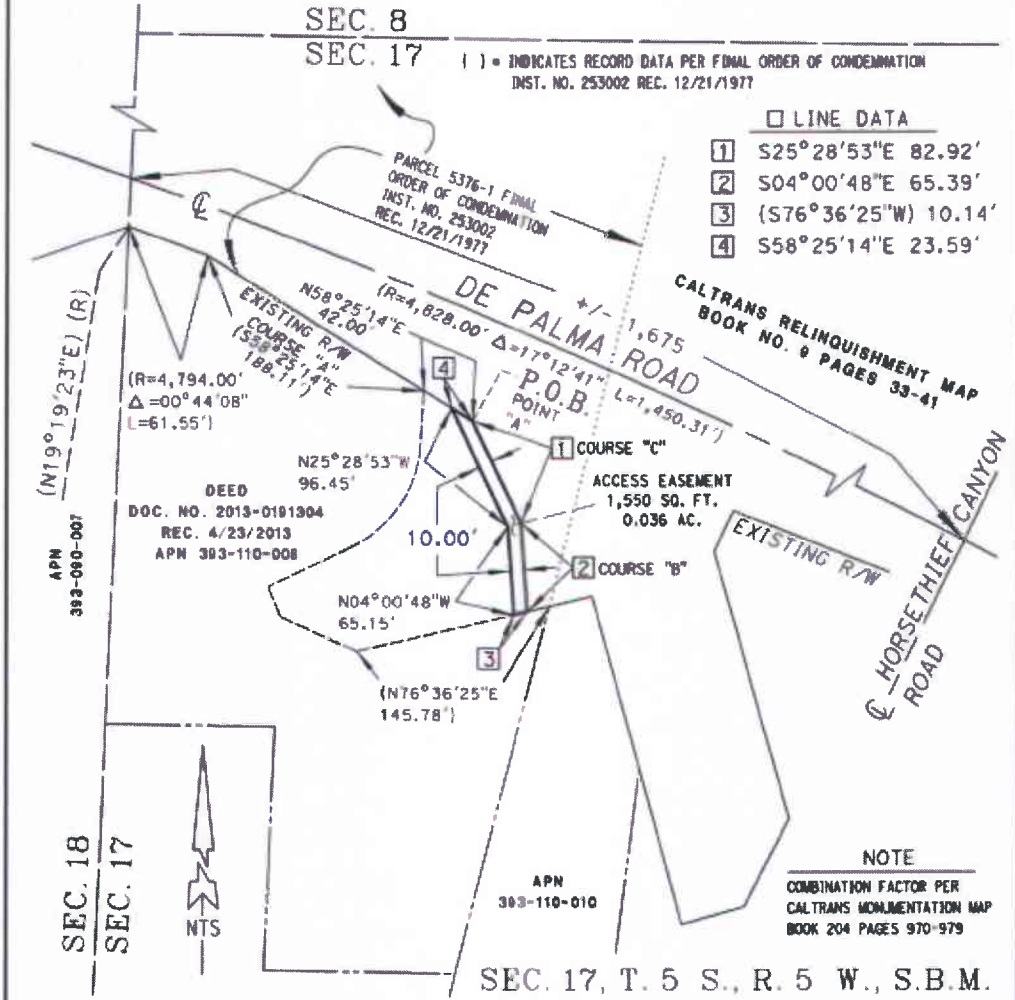 SEC. 8
SEC. 17
( ) = INDICATES RECORD DATA PER FINAL ORDER OF CONDEMNATION
INST. NO. 253002 REC. 12/21/1977
□ LINE DATA
1 S25°28'53"E 82.92'
2 S04°00'48"E 65.39'
3 (S76°36'25"W) 10.14'
4 S58°25'14"E 23.59'
PARCEL 5376-1 FINAL
ORDER OF CONDEMNATION
INST. NO. 253002
REC. 12/21/1977
℄
DE PALMA ROAD
+/- 1,675
(R=4,828.00' Δ=17°12'41" L=1,450.31')
CALTRANS RELINQUISHMENT MAP
BOOK NO. 9 PAGES 33-41
N58°25'14"E
42.00'
EXISTING R/W
COURSE "A"
(S58°25'14"E
188.11')
(N19°19'23"E) (R)
(R=4,794.00'
Δ=00°44'08"
L=61.55')
4
P.O.B.
POINT
"A"
1 COURSE "C"
N25°28'53"W
96.45'
ACCESS EASEMENT
1,550 SQ. FT.
0.036 AC.
DEED
DOC. NO. 2013-0191304
REC. 4/23/2013
APN 393-110-008
10.00'
EXISTING R/W
APN
393-090-007
2 COURSE "B"
N04°00'48"W
65.15'
3
(N76°36'25"E
145.78')
℄ HORSETHIEF CANYON
ROAD
SEC. 18
SEC. 17
NTS
APN
393-110-010
NOTE
COMBINATION FACTOR PER
CALTRANS MONUMENTATION MAP
BOOK 204 PAGES 970-979
SEC. 17, T. 5 S., R. 5 W., S.B.M.